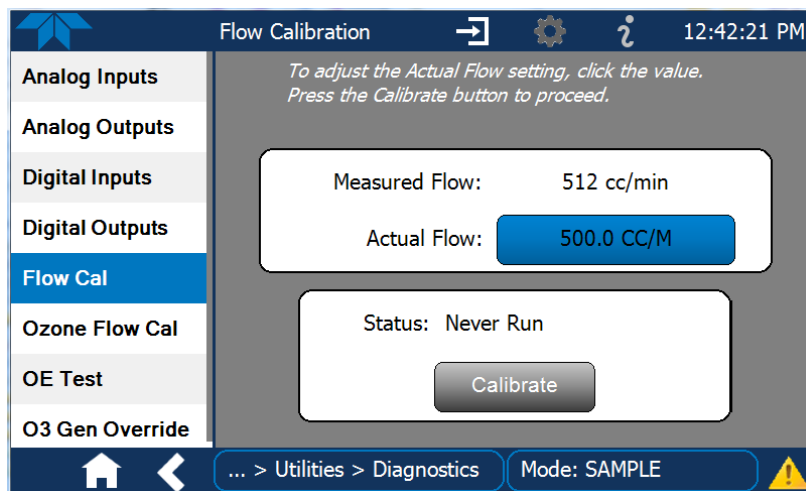 Flow Calibration
12:42:21 PM
Analog Inputs
Analog Outputs
Digital Inputs
Digital Outputs
Flow Cal
Ozone Flow Cal
OE Test
O3 Gen Override
To adjust the Actual Flow setting, click the value.
Press the Calibrate button to proceed.
Measured Flow: 512 cc/min
Actual Flow: 500.0 CC/M
Status: Never Run
Calibrate
... > Utilities > Diagnostics
Mode: SAMPLE